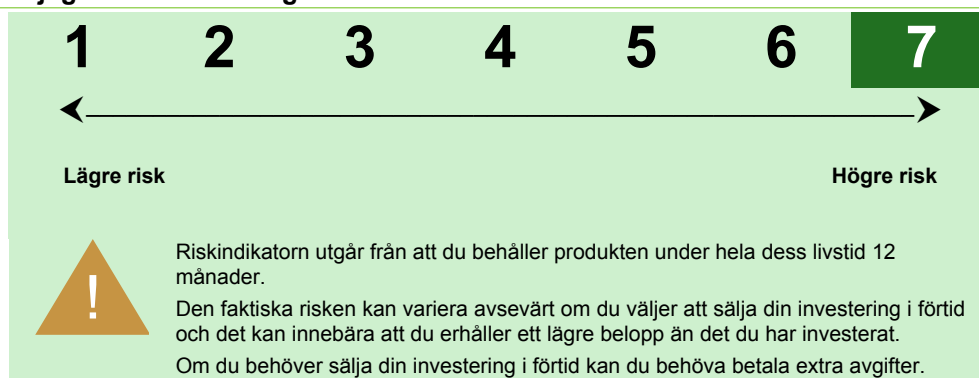 1 2 3 4 5 6 7
Lägre risk Högre risk
!
Riskindikatorn utgår från att du behåller produkten under hela dess livstid 12
månader.
Den faktiska risken kan variera avsevärt om du väljer att sälja din investering i förtid
och det kan innebära att du erhåller ett lägre belopp än det du har investerat.
Om du behöver sälja din investering i förtid kan du behöva betala extra avgifter.